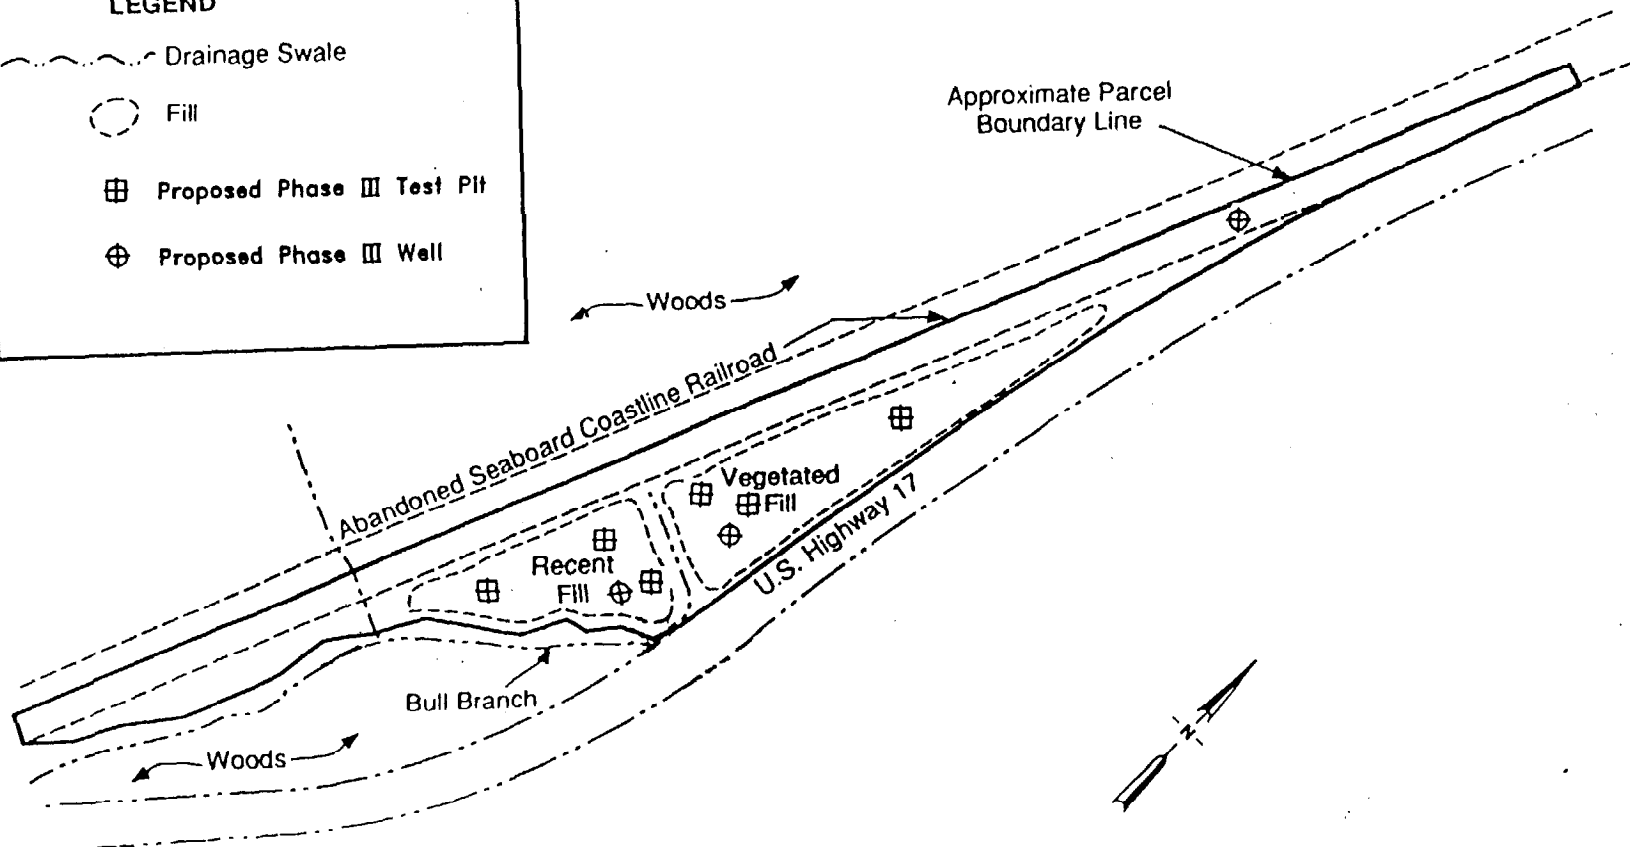 LEGEND
Drainage Swale
Fill
Proposed Phase III Test Pit
Proposed Phase III Well
Approximate Parcel
Boundary Line
Woods
Abandoned Seaboard Coastline Railroad
Vegetated
Fill
Recent
Fill
U.S. Highway 17
Bull Branch
Woods
N